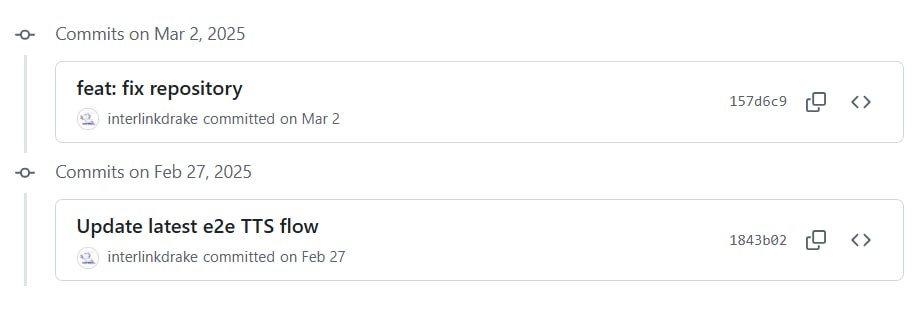 Commits on Mar 2, 2025
feat: fix repository
157d6c9
interlinkdrake committed on Mar 2
Commits on Feb 27, 2025
Update latest e2e TTS flow
1843b02
interlinkdrake committed on Feb 27